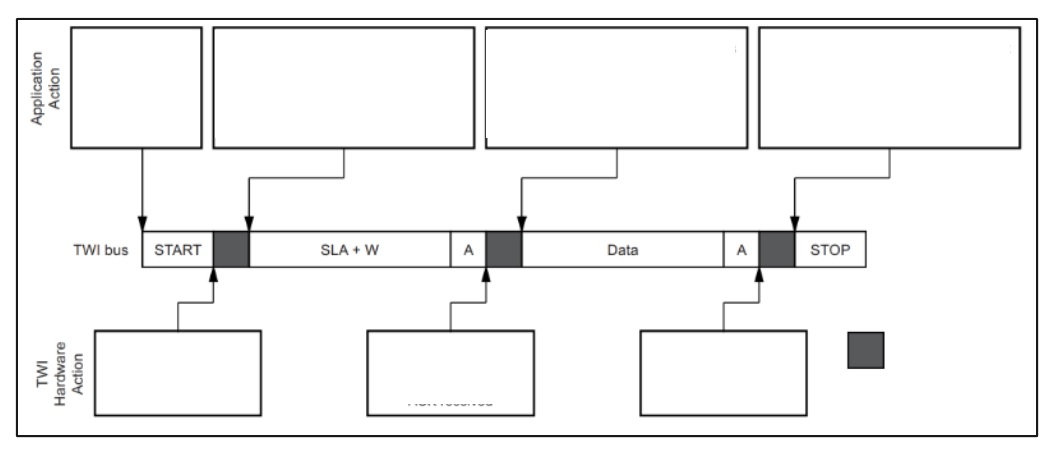 Application
Action
TWI bus
START
SLA + W
A
Data
A
STOP
TWI
Hardware
Action